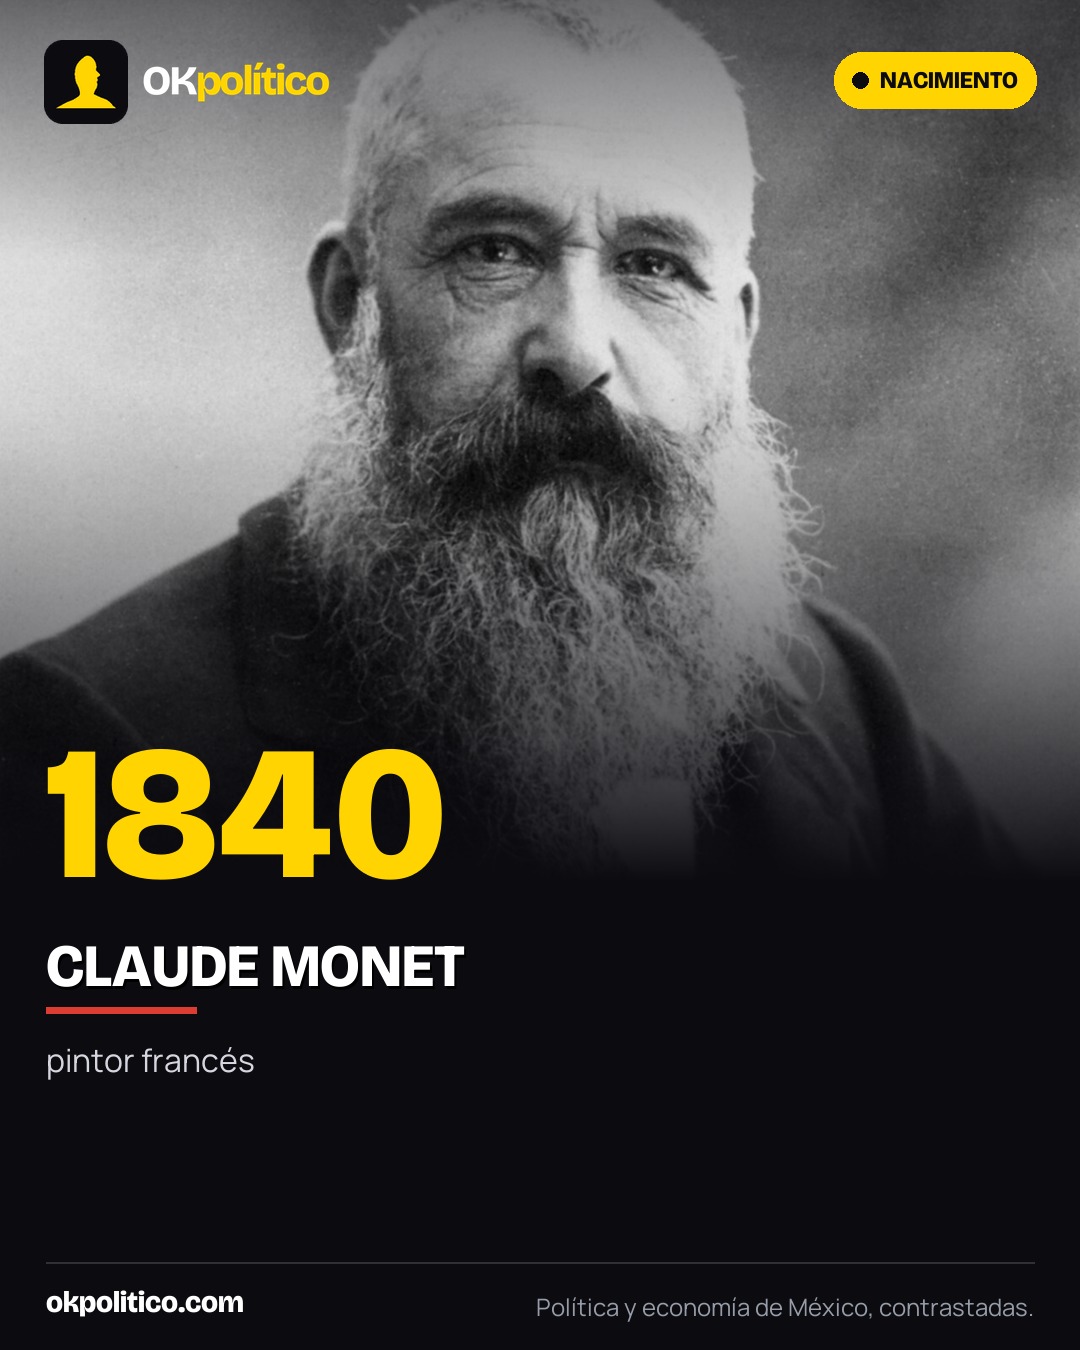 OKpolítico
NACIMIENTO
1840
CLAUDE MONET
pintor francés
okpolitico.com
Política y economía de México, contrastadas.